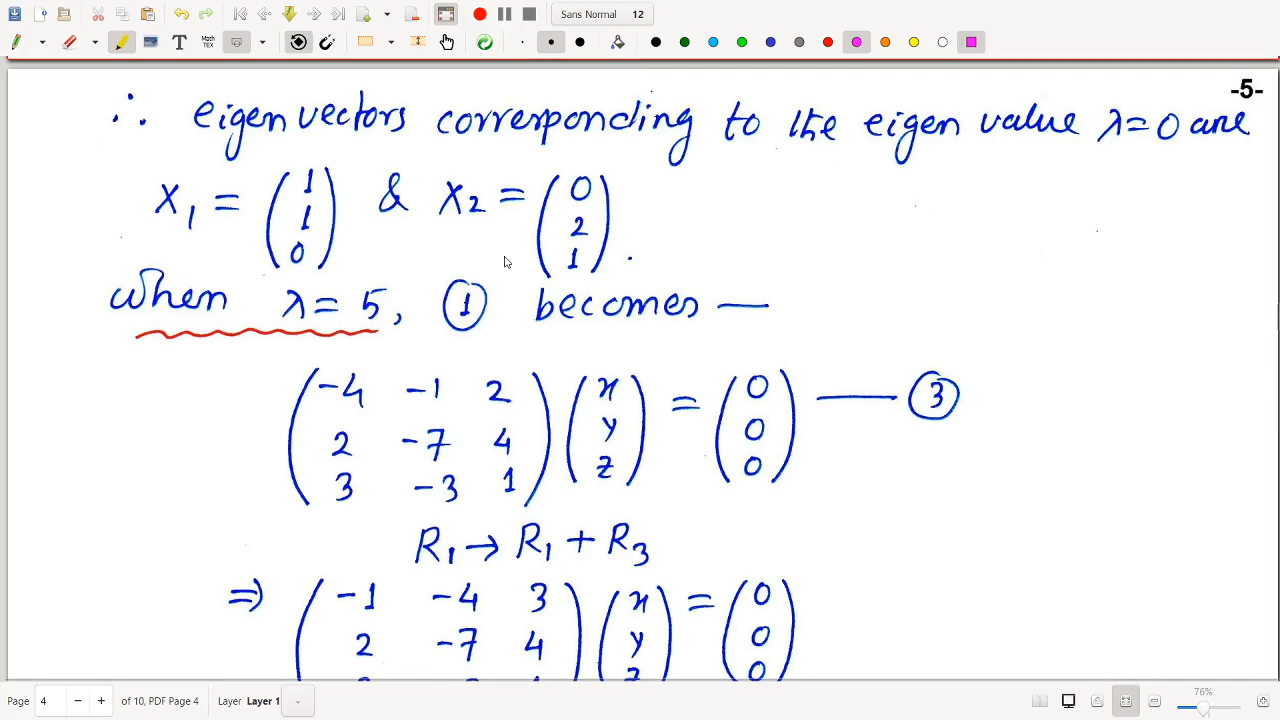 Sans Normal 12
T Math TEX
-5-
∴ eigen vectors corresponding to the eigen value λ=0 are
X₁ = (1 1 0) & X₂ = (0 2 1).
when λ = 5, ① becomes —
(-4 -1 2
2 -7 4
3 -3 1) (x y z) = (0 0 0) —— ③
R₁ → R₁ + R₃
⇒ (-1 -4 3
2 -7 4 (x y z = (0 0 0
Page 4 - + of 10, PDF Page 4 Layer Layer 1 76%